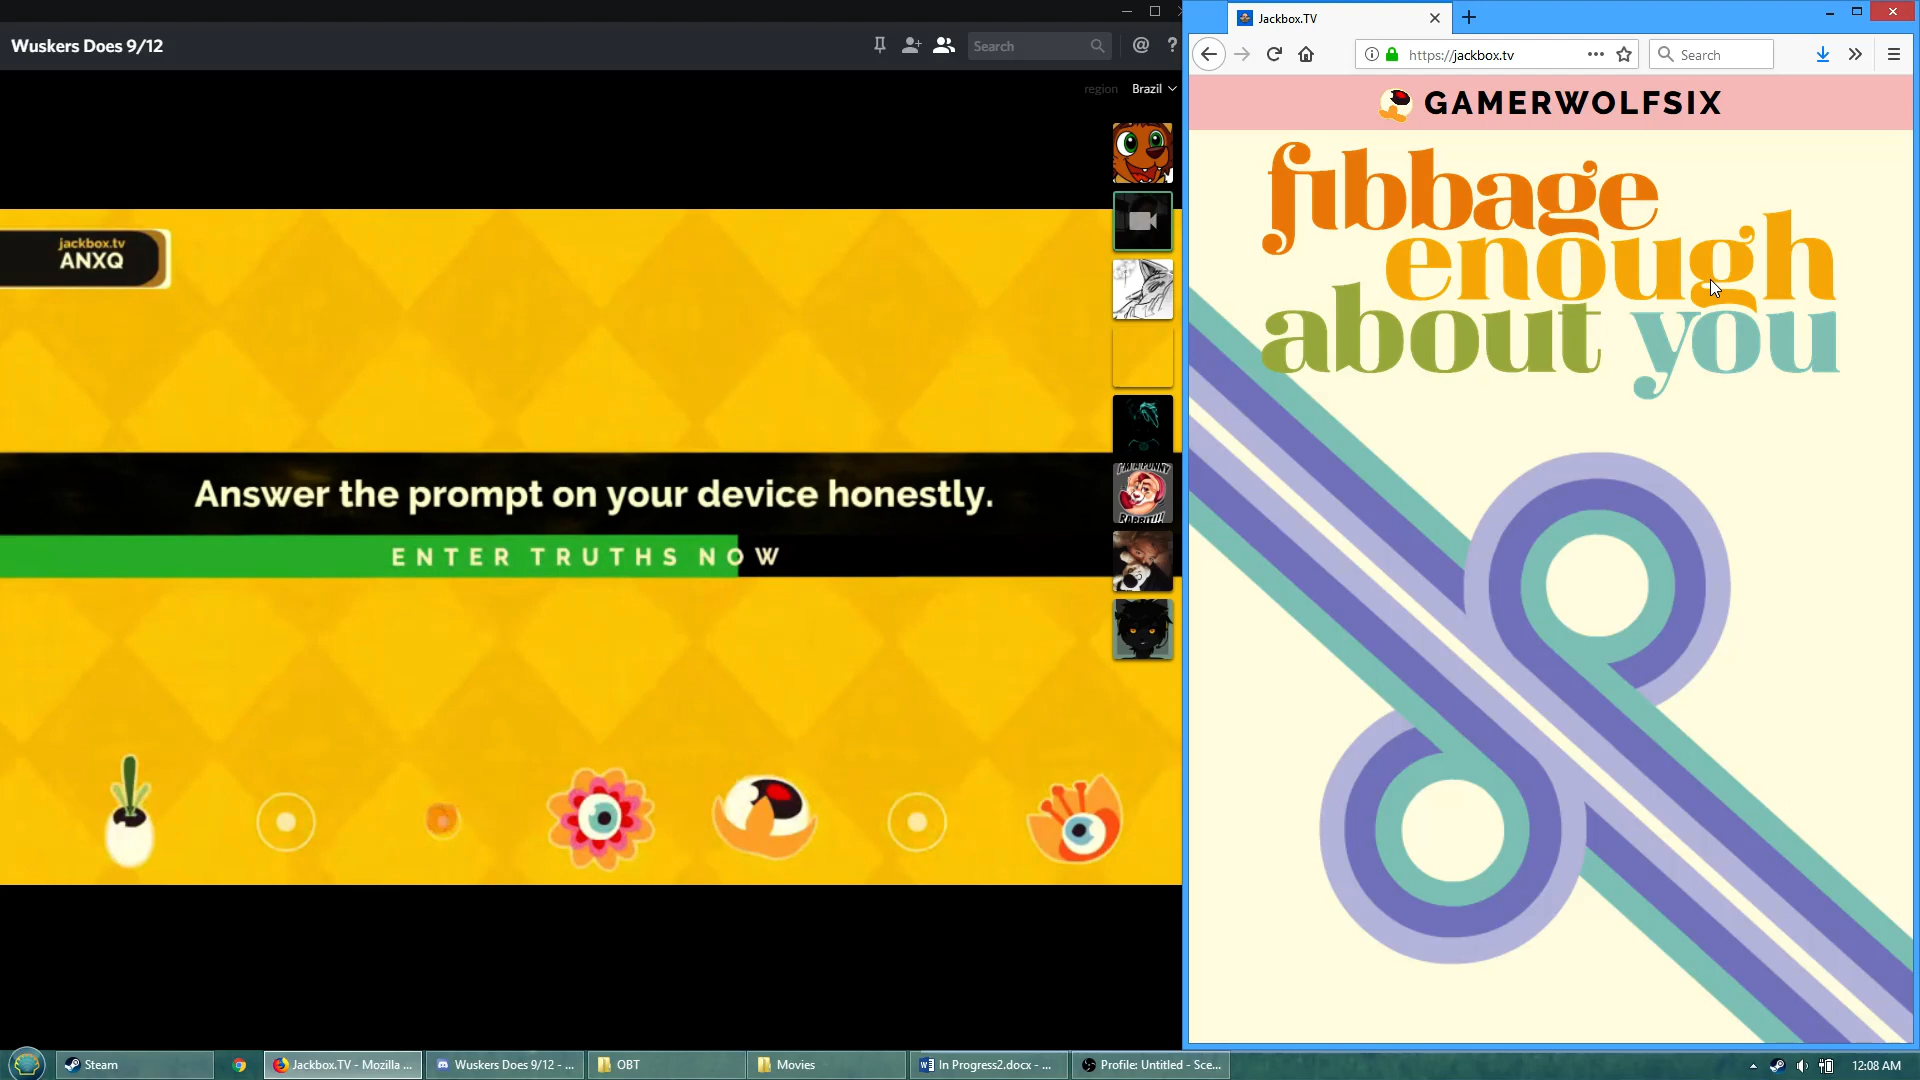 Wuskers Does 9/12
Search
region Brazil
jackbox.tv
ANXQ
Answer the prompt on your device honestly.
ENTER TRUTHS NOW
I'M A FUNNY
RABBIT!!
Jackbox.TV
https://jackbox.tv
Search
GAMERWOLFSIX
fibbage
enough
about you
Steam
Jackbox.TV - Mozilla ...
Wuskers Does 9/12 - ...
OBT
Movies
In Progress2.docx - ...
Profile: Untitled - Sce...
12:08 AM